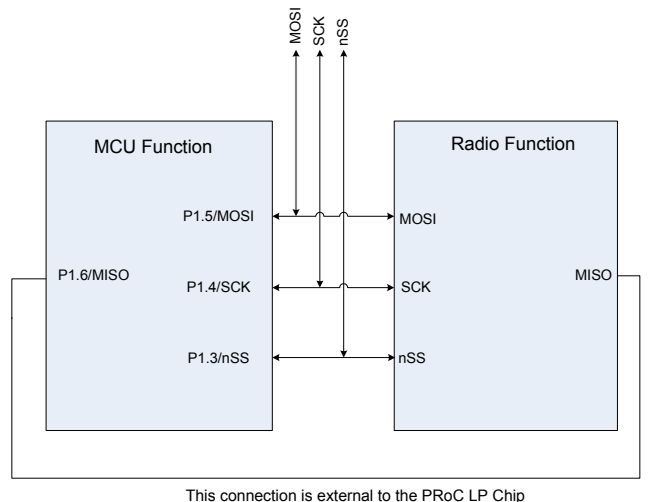 MOSI
SCK
nSS
MCU Function
Radio Function
P1.5/MOSI
MOSI
P1.6/MISO
P1.4/SCK
SCK
MISO
P1.3/nSS
nSS
This connection is external to the PRoC LP Chip